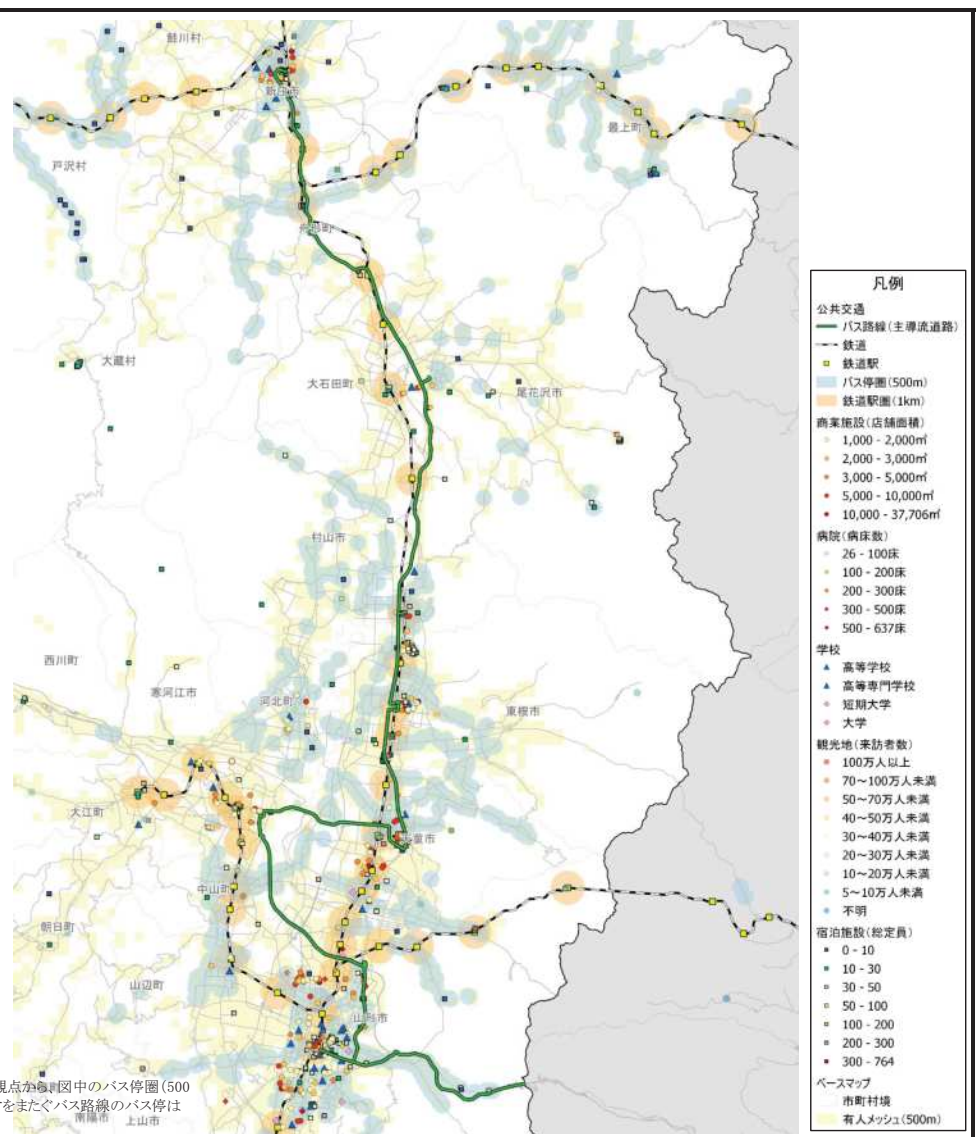 鮭川村
新庄市
最上町
戸沢村
舟形町
大蔵村
大石田町
尾花沢市
村山市
西川町
寒河江市
河北町
東根市
大江町
天童市
中山町
朝日町
山辺町
山形市
観点から、図中のバス停圏(500
をまたぐバス路線のバス停は
南陽市
上山市
凡例
公共交通
バス路線(主導流道路)
鉄道
鉄道駅
バス停圏(500m)
鉄道駅圏(1km)
商業施設(店舗面積)
1,000 - 2,000㎡
2,000 - 3,000㎡
3,000 - 5,000㎡
5,000 - 10,000㎡
10,000 - 37,706㎡
病院(病床数)
26 - 100床
100 - 200床
200 - 300床
300 - 500床
500 - 637床
学校
高等学校
高等専門学校
短期大学
大学
観光地(来訪者数)
100万人以上
70～100万人未満
50～70万人未満
40～50万人未満
30～40万人未満
20～30万人未満
10～20万人未満
5～10万人未満
不明
宿泊施設(総定員)
0 - 10
10 - 30
30 - 50
50 - 100
100 - 200
200 - 300
300 - 764
ベースマップ
市町村境
有人メッシュ(500m)